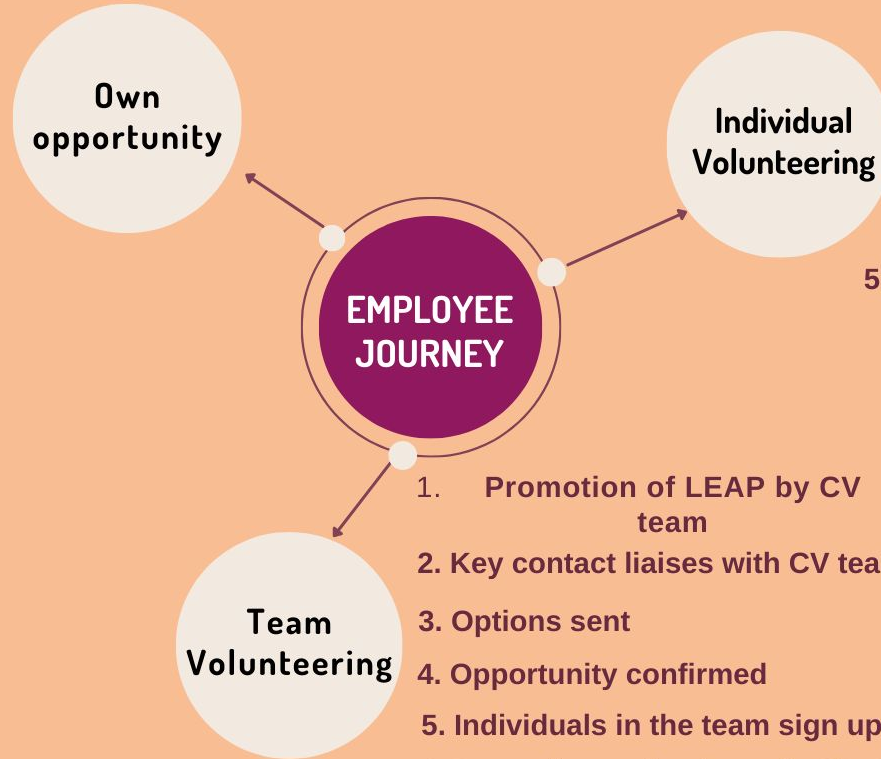 Own
opportunity
Individual
Volunteering
5
EMPLOYEE
JOURNEY
1. Promotion of LEAP by CV
team
2. Key contact liaises with CV tea
3. Options sent
4. Opportunity confirmed
5. Individuals in the team sign up
Team
Volunteering